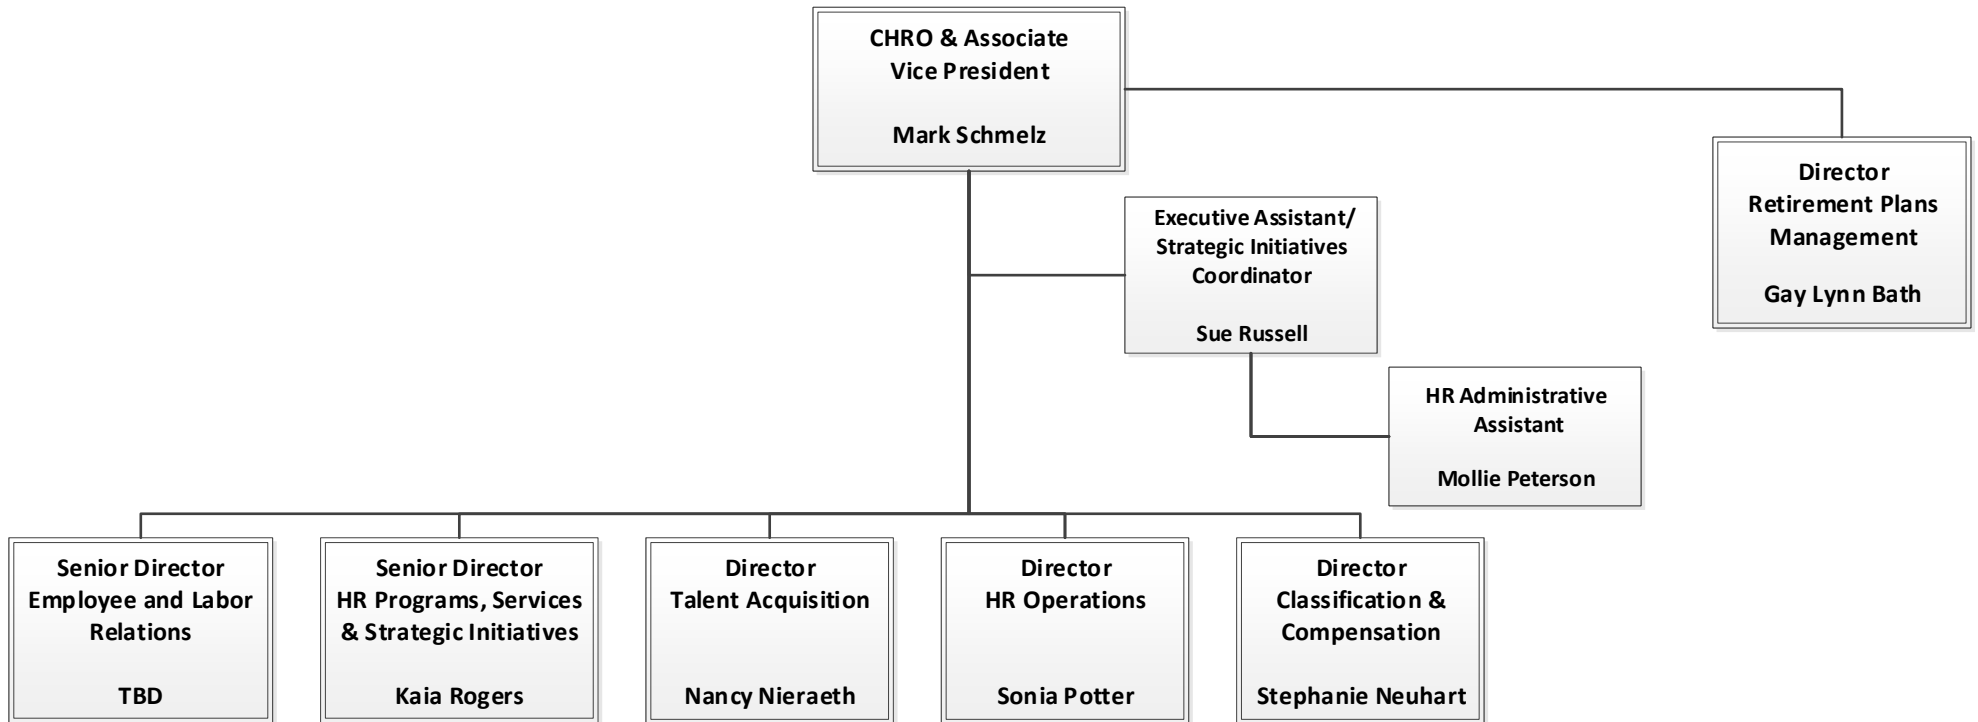 CHRO & Associate
Vice President
Mark Schmelz
Director
Retirement Plans
Management
Gay Lynn Bath
Executive Assistant/
Strategic Initiatives
Coordinator
Sue Russell
HR Administrative
Assistant
Mollie Peterson
Senior Director
Employee and Labor
Relations
TBD
Senior Director
HR Programs, Services
& Strategic Initiatives
Kaia Rogers
Director
Talent Acquisition
Nancy Nieraeth
Director
HR Operations
Sonia Potter
Director
Classification &
Compensation
Stephanie Neuhart